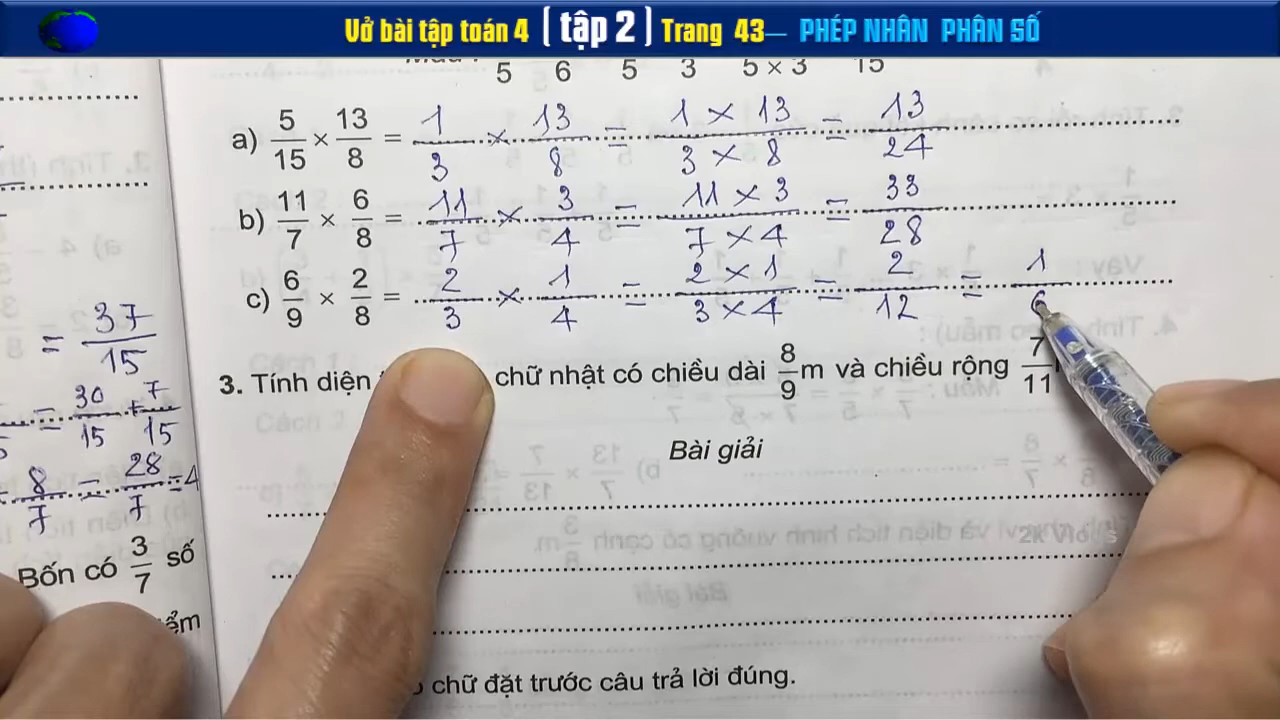 Vở bài tập toán 4 ( tập 2 ) Trang 43 — PHÉP NHÂN PHÂN SỐ
5 6 5 3 5 × 3 15
a) 5/15 × 13/8 = 1/3 × 13/8 = 1 × 13 / 3 × 8 = 13/24
b) 11/7 × 6/8 = 11/7 × 3/4 = 11 × 3 / 7 × 4 = 33/28
c) 6/9 × 2/8 = 2/3 × 1/4 = 2 × 1 / 3 × 4 = 2/12 = 1/6
3. Tính diện chữ nhật có chiều dài 8/9 m và chiều rộng 7/11
Bài giải
chữ đặt trước câu trả lời đúng.
= 37/15
= 30/15 + 7/15
8/7 = 28/7 = 4
Bốn có 3/7 số